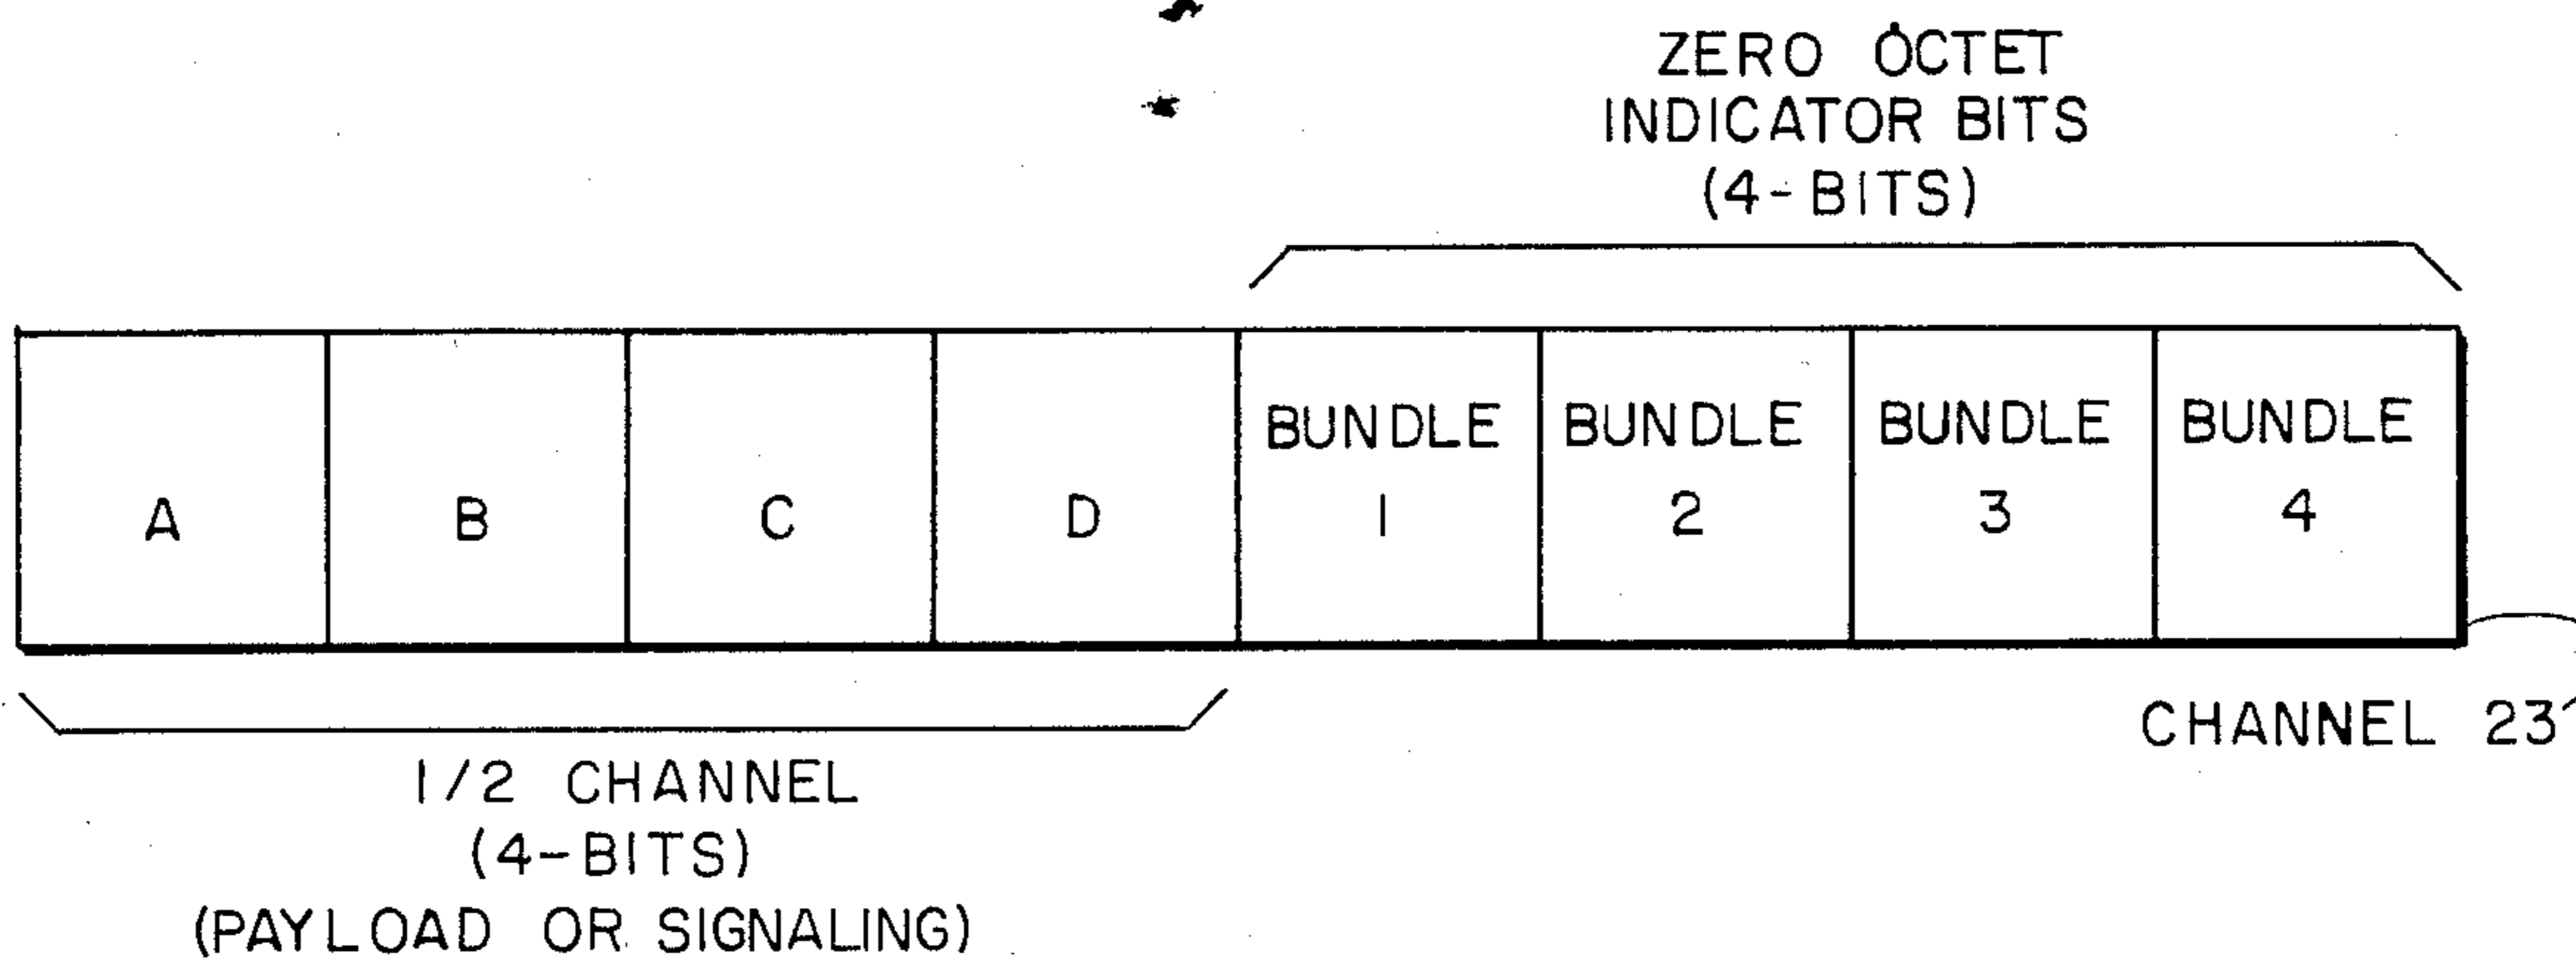 ZERO OCTET
INDICATOR BITS
(4-BITS)
A B C D
BUNDLE 1
BUNDLE 2
BUNDLE 3
BUNDLE 4
CHANNEL 23
1/2 CHANNEL
(4-BITS)
(PAYLOAD OR SIGNALING)